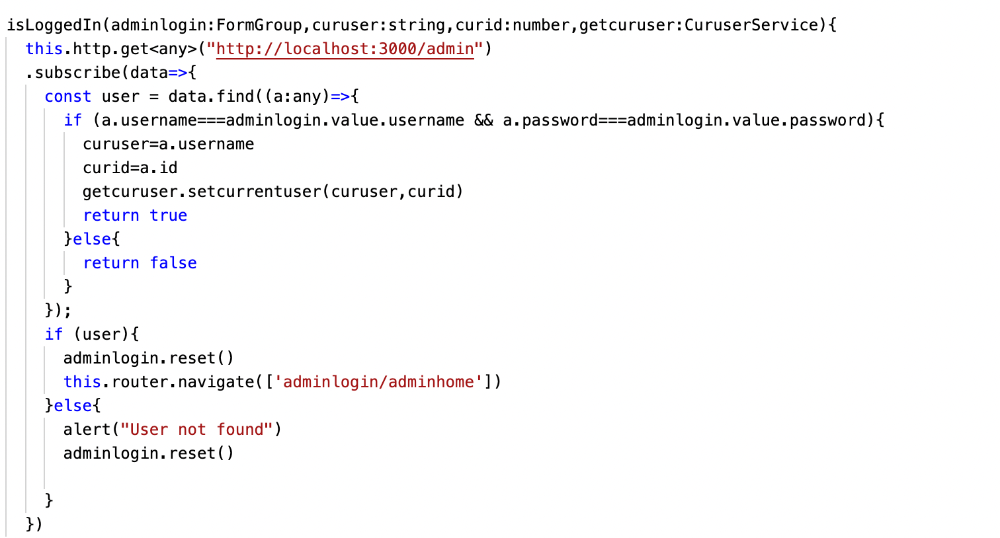 isLoggedIn(adminlogin:FormGroup,curuser:string,curid:number,getcuruser:CuruserService){
this.http.get<any>("http://localhost:3000/admin")
.subscribe(data=>{
const user = data.find((a:any)=>{
if (a.username===adminlogin.value.username && a.password===adminlogin.value.password){
curuser=a.username
curid=a.id
getcuruser.setcurrentuser(curuser,curid)
return true
}else{
return false
}
});
if (user){
adminlogin.reset()
this.router.navigate(['adminlogin/adminhome'])
}else{
alert("User not found")
adminlogin.reset()
}
})